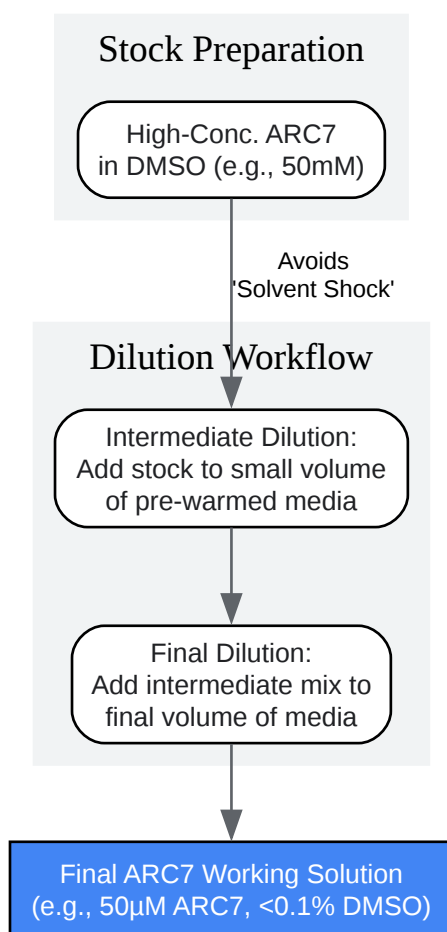 Stock Preparation
High-Conc. ARC7
in DMSO (e.g., 50mM)
Avoids
'Solvent Shock'
Dilution Workflow
Intermediate Dilution:
Add stock to small volume
of pre-warmed media
Final Dilution:
Add intermediate mix to
final volume of media
Final ARC7 Working Solution
(e.g., 50µM ARC7, <0.1% DMSO)